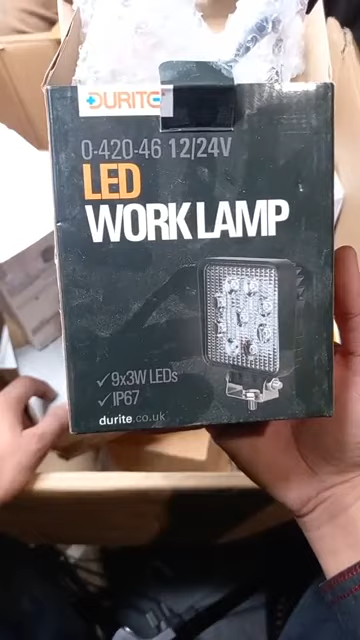 DURITE
0-420-46 12/24V
LED
WORK LAMP
✓ 9x3W LEDs
✓ IP67
durite.co.uk